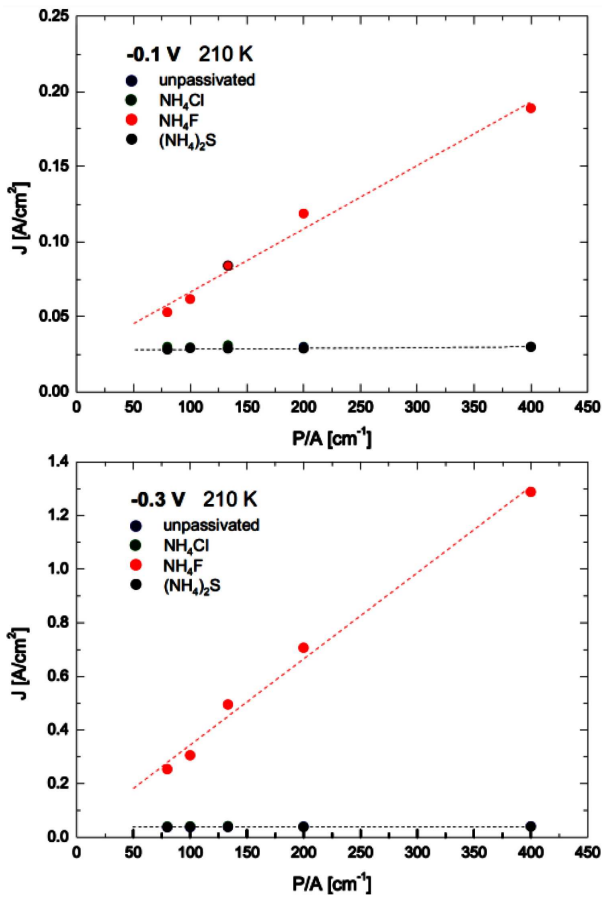 0.25
0.20
0.15
0.10
0.05
0.00
J [A/cm²]
-0.1 V 210 K
unpassivated
NH₄Cl
NH₄F
(NH₄)₂S
0 50 100 150 200 250 300 350 400 450
P/A [cm⁻¹]
1.4
1.2
1.0
0.8
0.6
0.4
0.2
0.0
J [A/cm²]
-0.3 V 210 K
unpassivated
NH₄Cl
NH₄F
(NH₄)₂S
0 50 100 150 200 250 300 350 400 450
P/A [cm⁻¹]